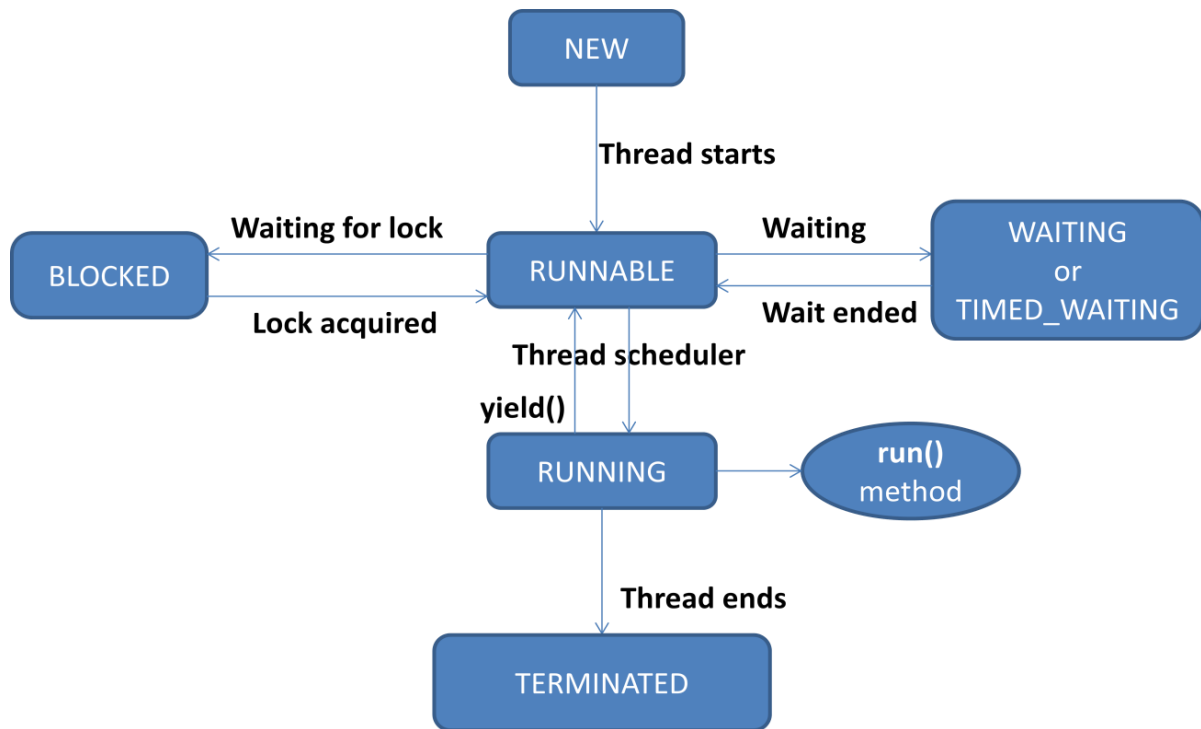 NEW
Thread starts
Waiting for lock
Waiting
BLOCKED
RUNNABLE
WAITING
or
TIMED_WAITING
Lock acquired
Wait ended
Thread scheduler
yield()
RUNNING
run()
method
Thread ends
TERMINATED